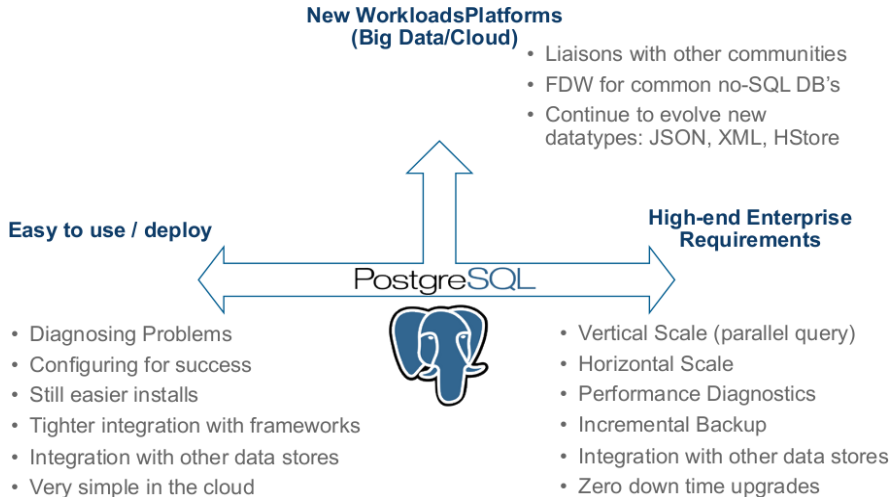 New WorkloadsPlatforms
(Big Data/Cloud)
• Liaisons with other communities
• FDW for common no-SQL DB's
• Continue to evolve new
datatypes: JSON, XML, HStore
Easy to use / deploy
High-end Enterprise
Requirements
PostgreSQL
• Diagnosing Problems
• Configuring for success
• Still easier installs
• Tighter integration with frameworks
• Integration with other data stores
• Very simple in the cloud
• Vertical Scale (parallel query)
• Horizontal Scale
• Performance Diagnostics
• Incremental Backup
• Integration with other data stores
• Zero down time upgrades